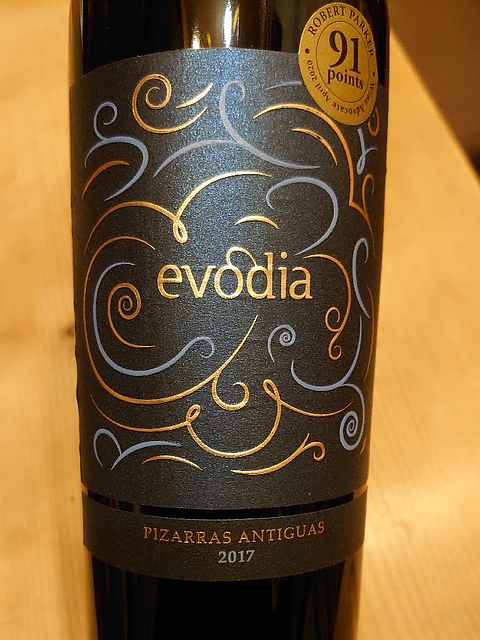 ROBERT PARKER
91
points
Wine Advocate April 2020
evodia
PIZARRAS ANTIGUAS
2017